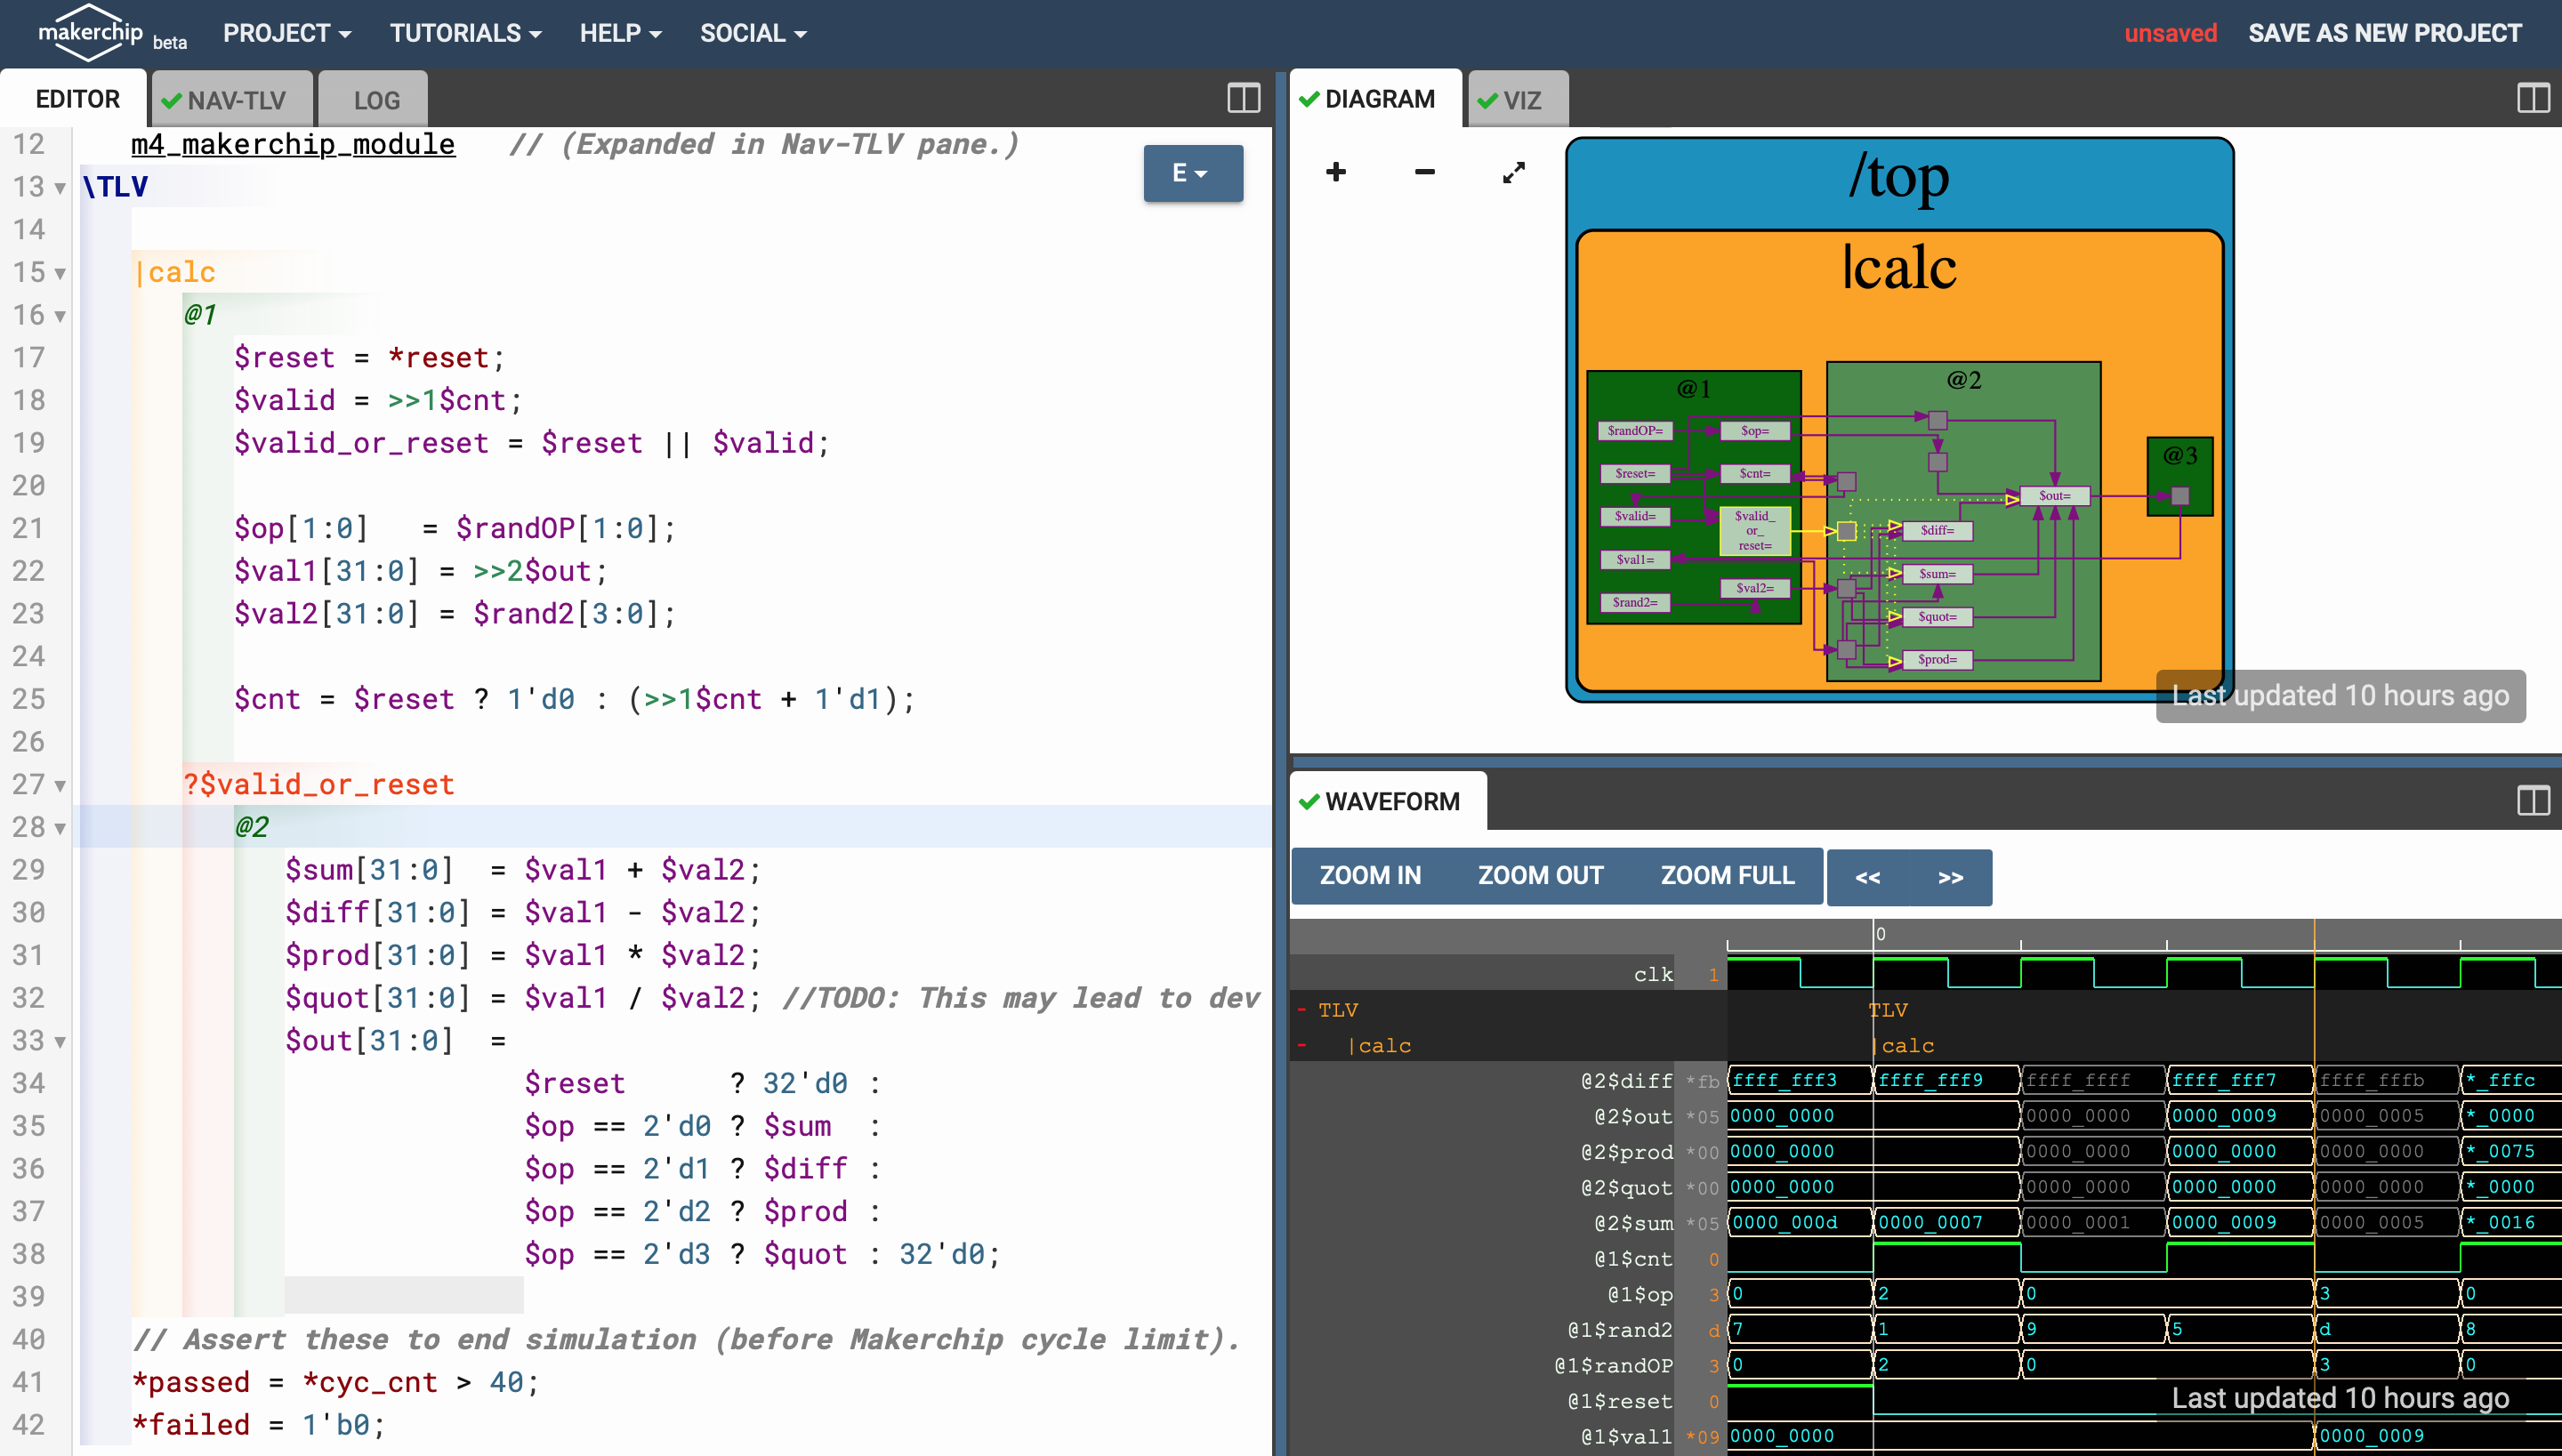 makerchip beta PROJECT TUTORIALS HELP SOCIAL unsaved SAVE AS NEW PROJECT
EDITOR NAV-TLV LOG
12 m4_makerchip_module // (Expanded in Nav-TLV pane.)
E
13 \TLV
14
15 |calc
16 @1
17 $reset = *reset;
18 $valid = >>1$cnt;
19 $valid_or_reset = $reset || $valid;
20
21 $op[1:0] = $randOP[1:0];
22 $val1[31:0] = >>2$out;
23 $val2[31:0] = $rand2[3:0];
24
25 $cnt = $reset ? 1'd0 : (>>1$cnt + 1'd1);
26
27 ?$valid_or_reset
28 @2
29 $sum[31:0] = $val1 + $val2;
30 $diff[31:0] = $val1 - $val2;
31 $prod[31:0] = $val1 * $val2;
32 $quot[31:0] = $val1 / $val2; //TODO: This may lead to dev
33 $out[31:0] =
34 $reset ? 32'd0 :
35 $op == 2'd0 ? $sum :
36 $op == 2'd1 ? $diff :
37 $op == 2'd2 ? $prod :
38 $op == 2'd3 ? $quot : 32'd0;
39
40 // Assert these to end simulation (before Makerchip cycle limit).
41 *passed = *cyc_cnt > 40;
42 *failed = 1'b0;
DIAGRAM VIZ
/top
|calc
@1
$randOP= $op=
$reset= $cnt=
$valid= $valid_
or_
reset=
$val1=
$val2=
$rand2=
@2
$out=
$diff=
$sum=
$quot=
$prod=
@3
Last updated 10 hours ago
WAVEFORM
ZOOM IN ZOOM OUT ZOOM FULL << >>
0
clk 1
- TLV TLV
- |calc |calc
@2$diff *fb ffff_fff3 ffff_fff9 ffff_ffff ffff_fff7 ffff_fffb *_fffc
@2$out *05 0000_0000 0000_0000 0000_0009 0000_0005 *_0000
@2$prod *00 0000_0000 0000_0000 0000_0000 0000_0000 *_0075
@2$quot *00 0000_0000 0000_0000 0000_0000 0000_0000 *_0000
@2$sum *05 0000_000d 0000_0007 0000_0001 0000_0009 0000_0005 *_0016
@1$cnt 0
@1$op 3 0 2 0 3 0
@1$rand2 d 7 1 9 5 d 8
@1$randOP 3 0 2 0 3 0
@1$reset 0
Last updated 10 hours ago
@1$val1 *09 0000_0000 0000_0009